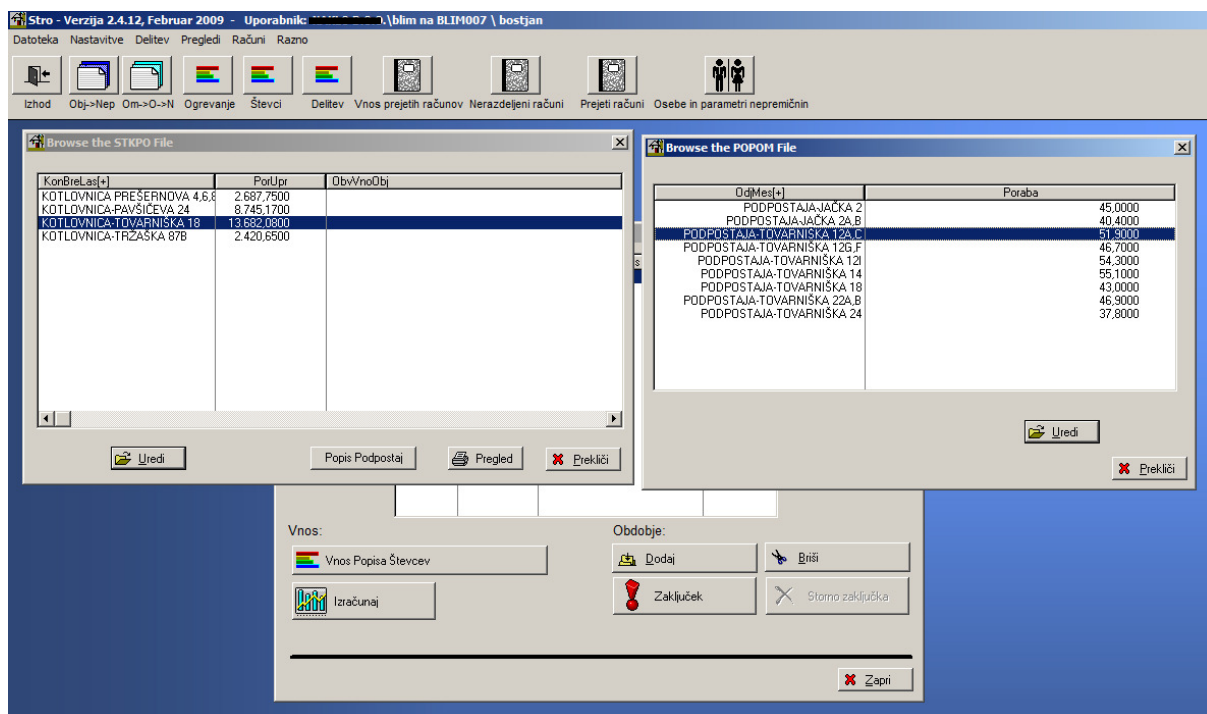 Stro - Verzija 2.4.12, Februar 2009 - Uporabnik: .\blim na BLIM007 \ bostjan
Datoteka Nastavitve Delitev Pregledi Računi Razno
Izhod Obj->Nep Om->O->N Ogrevanje Števci Delitev Vnos prejetih računov Nerazdeljeni računi Prejeti računi Osebe in parametri nepremičnin
Browse the STKPO File
KonBreLas[+] PorUpr ObvVnoObj
KOTLOVNICA PREŠERNOVA 4,6,8 2.687,7500
KOTLOVNICA-PAVŠIČEVA 24 8.745,1700
KOTLOVNICA-TOVARNIŠKA 18 13.682,0800
KOTLOVNICA-TRŽAŠKA 87B 2.420,6500
Uredi Popis Podpostaj Pregled Prekliči
Browse the POPOM File
OdjMes[+] Poraba
PODPOSTAJA-JAČKA 2 45,0000
PODPOSTAJA-JAČKA 2A,B 40,4000
PODPOSTAJA-TOVARNIŠKA 12A,C 51,9000
PODPOSTAJA-TOVARNIŠKA 12G,F 46,7000
PODPOSTAJA-TOVARNIŠKA 12I 54,3000
PODPOSTAJA-TOVARNIŠKA 14 55,1000
PODPOSTAJA-TOVARNIŠKA 18 43,0000
PODPOSTAJA-TOVARNIŠKA 22A,B 46,9000
PODPOSTAJA-TOVARNIŠKA 24 37,8000
Uredi
Prekliči
Vnos: Obdobje:
Vnos Popisa Števcev Dodaj Briši
Izračunaj Zaključek Storno zaključka
Zapri